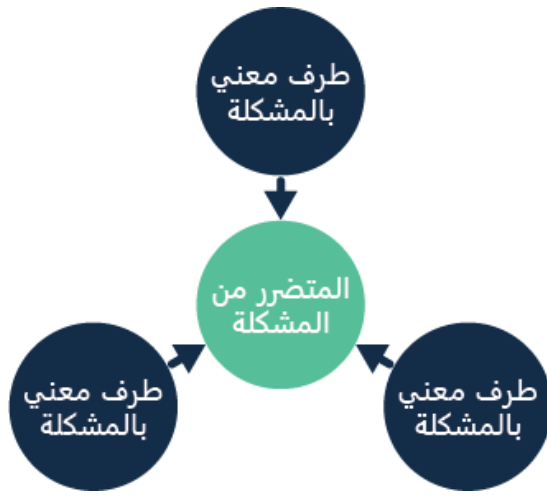 طرف معني
بالمشكلة
المتضرر من
المشكلة
طرف معني
بالمشكلة
طرف معني
بالمشكلة